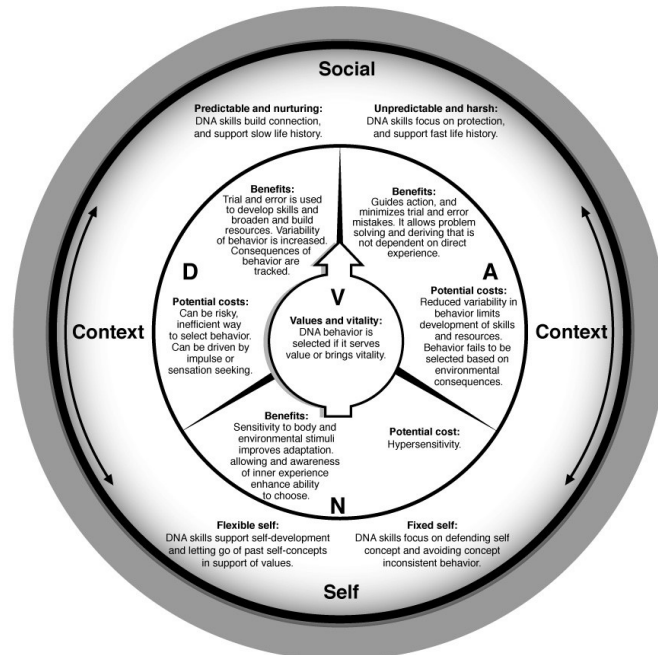 Social
Predictable and nurturing:
DNA skills build connection,
and support slow life history.
Unpredictable and harsh:
DNA skills focus on protection,
and support fast life history.
Benefits:
Trial and error is used
to develop skills and
broaden and build
resources. Variability
of behavior is increased.
Consequences of
behavior are
tracked.
Benefits:
Guides action, and
minimizes trial and error
mistakes. It allows problem
solving and deriving that is
not dependent on direct
experience.
D
A
Potential costs:
Can be risky,
inefficient way
to select behavior.
Can be driven by
impulse or
sensation seeking.
V
Values and vitality:
DNA behavior is
selected if it serves
value or brings vitality.
Potential costs:
Reduced variability in
behavior limits
development of skills
and resources.
Behavior fails to be
selected based on
environmental
consequences.
Context
Context
Benefits:
Sensitivity to body and
environmental stimuli
improves adaptation.
allowing and awareness
of inner experience
enhance ability
to choose.
Potential cost:
Hypersensitivity.
N
Flexible self:
DNA skills support self-development
and letting go of past self-concepts
in support of values.
Fixed self:
DNA skills focus on defending self
concept and avoiding concept
inconsistent behavior.
Self